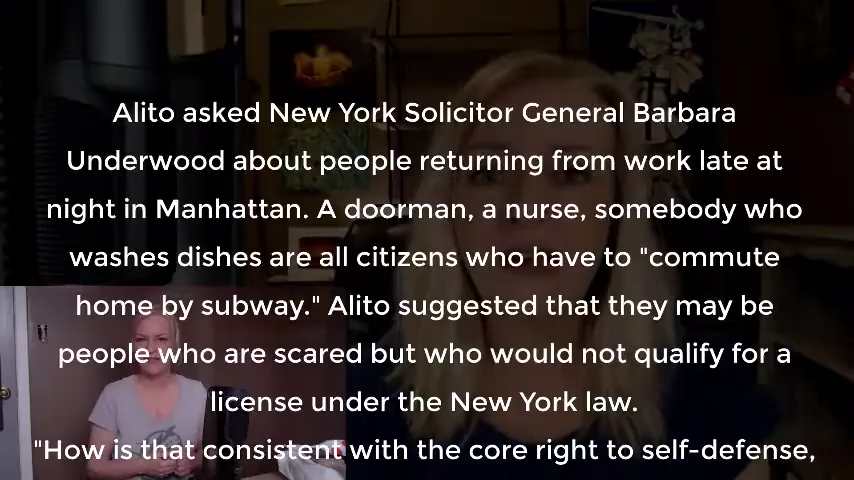 Alito asked New York Solicitor General Barbara
Underwood about people returning from work late at
night in Manhattan. A doorman, a nurse, somebody who
washes dishes are all citizens who have to "commute
home by subway." Alito suggested that they may be
people who are scared but who would not qualify for a
license under the New York law.
"How is that consistent with the core right to self-defense,